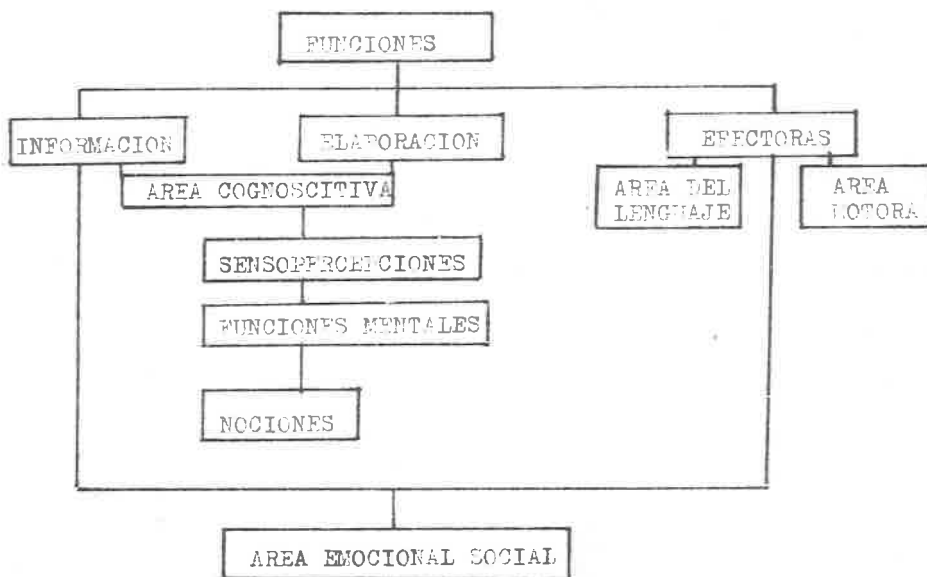 FUNCIONES
INFORMACION
ELABORACION
EFECTORAS
AREA COGNOSCITIVA
AREA DEL
LENGUAJE
AREA
MOTORA
SENSOPERCEPCIONES
FUNCIONES MENTALES
NOCIONES
AREA EMOCIONAL SOCIAL